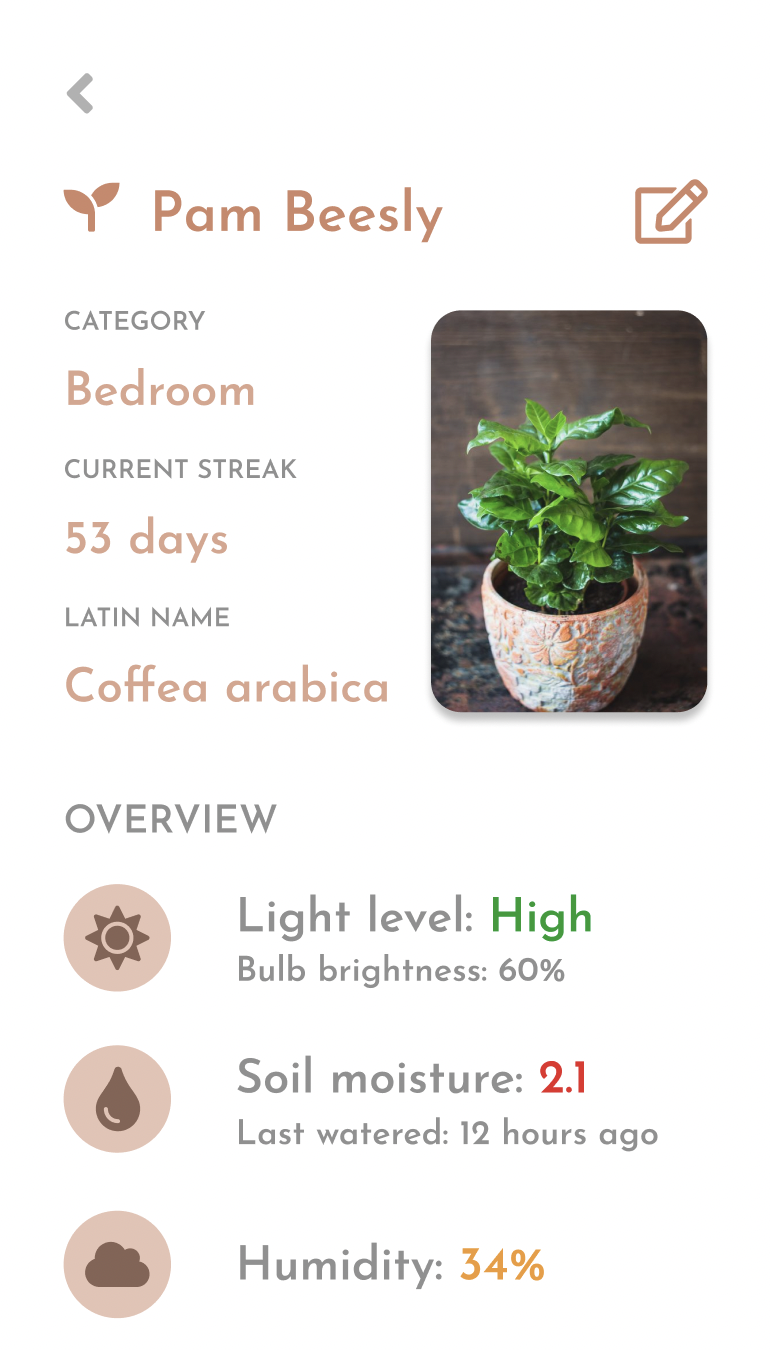 Pam Beesly
CATEGORY
Bedroom
CURRENT STREAK
53 days
LATIN NAME
Coffea arabica
OVERVIEW
Light level: High
Bulb brightness: 60%
Soil moisture: 2.1
Last watered: 12 hours ago
Humidity: 34%